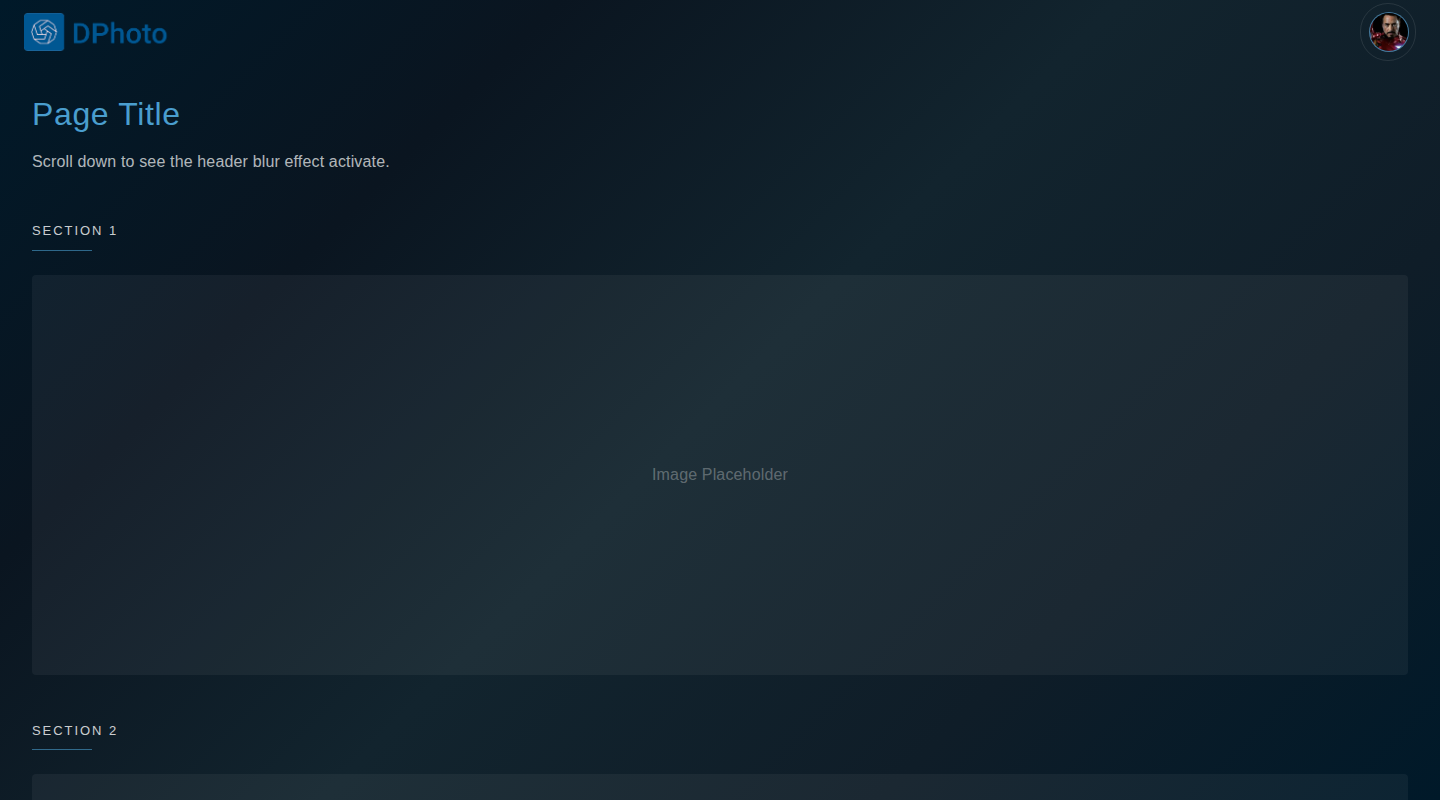 DPhoto
Page Title
Scroll down to see the header blur effect activate.
SECTION 1
Image Placeholder
SECTION 2